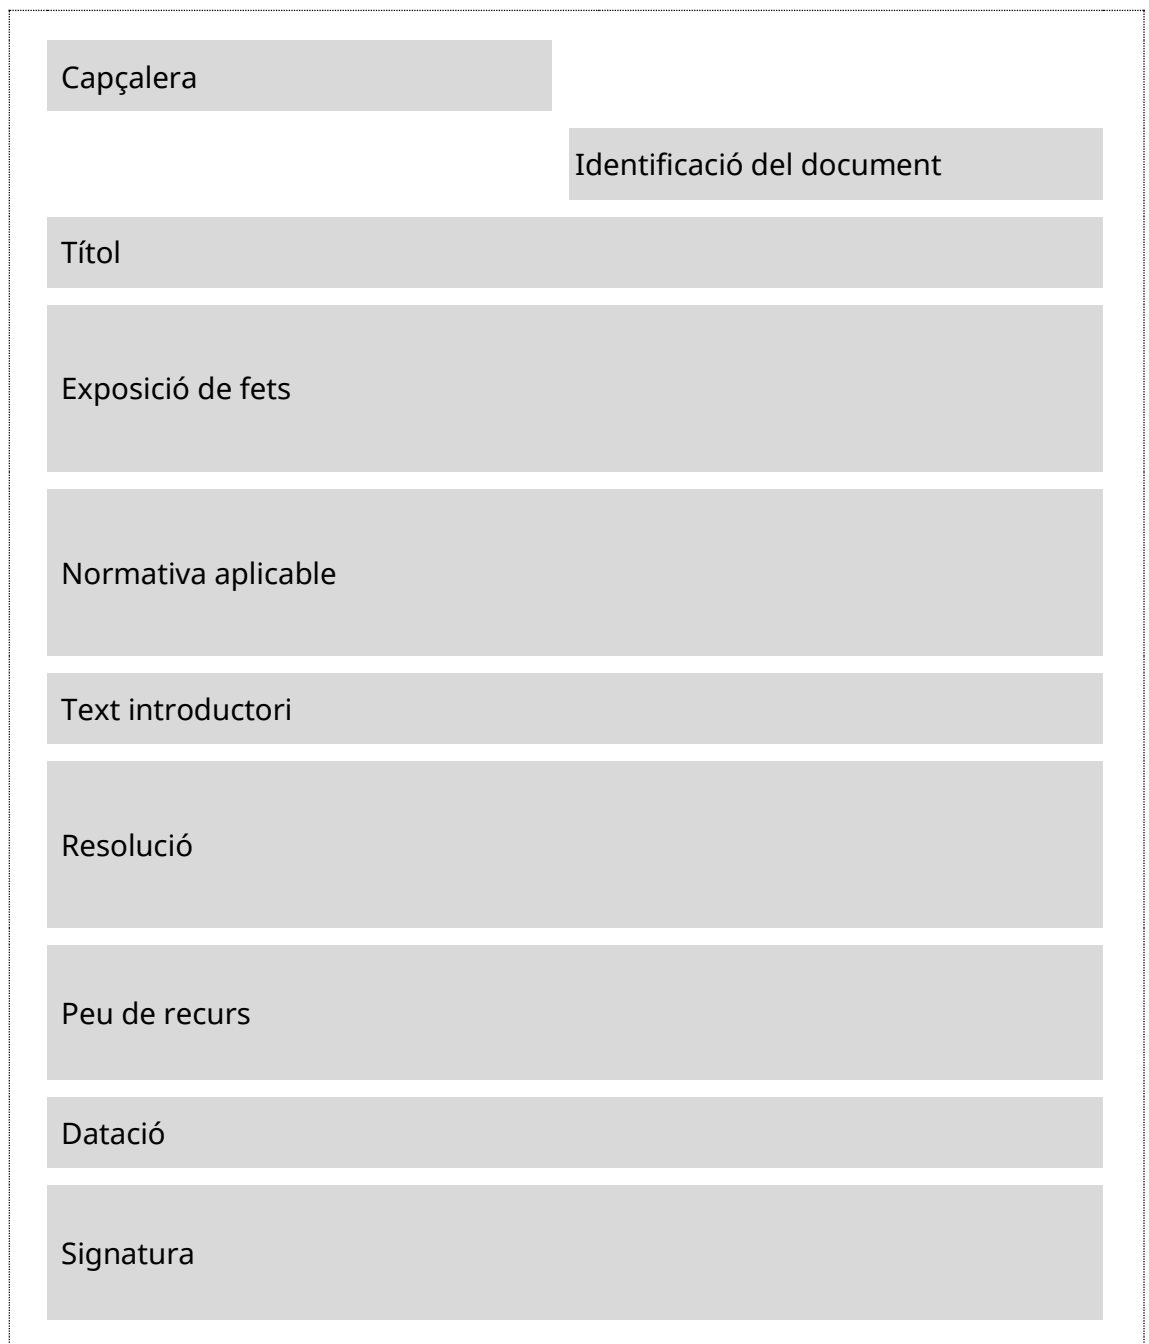 Capçalera
Identificació del document
Títol
Exposició de fets
Normativa aplicable
Text introductori
Resolució
Peu de recurs
Datació
Signatura